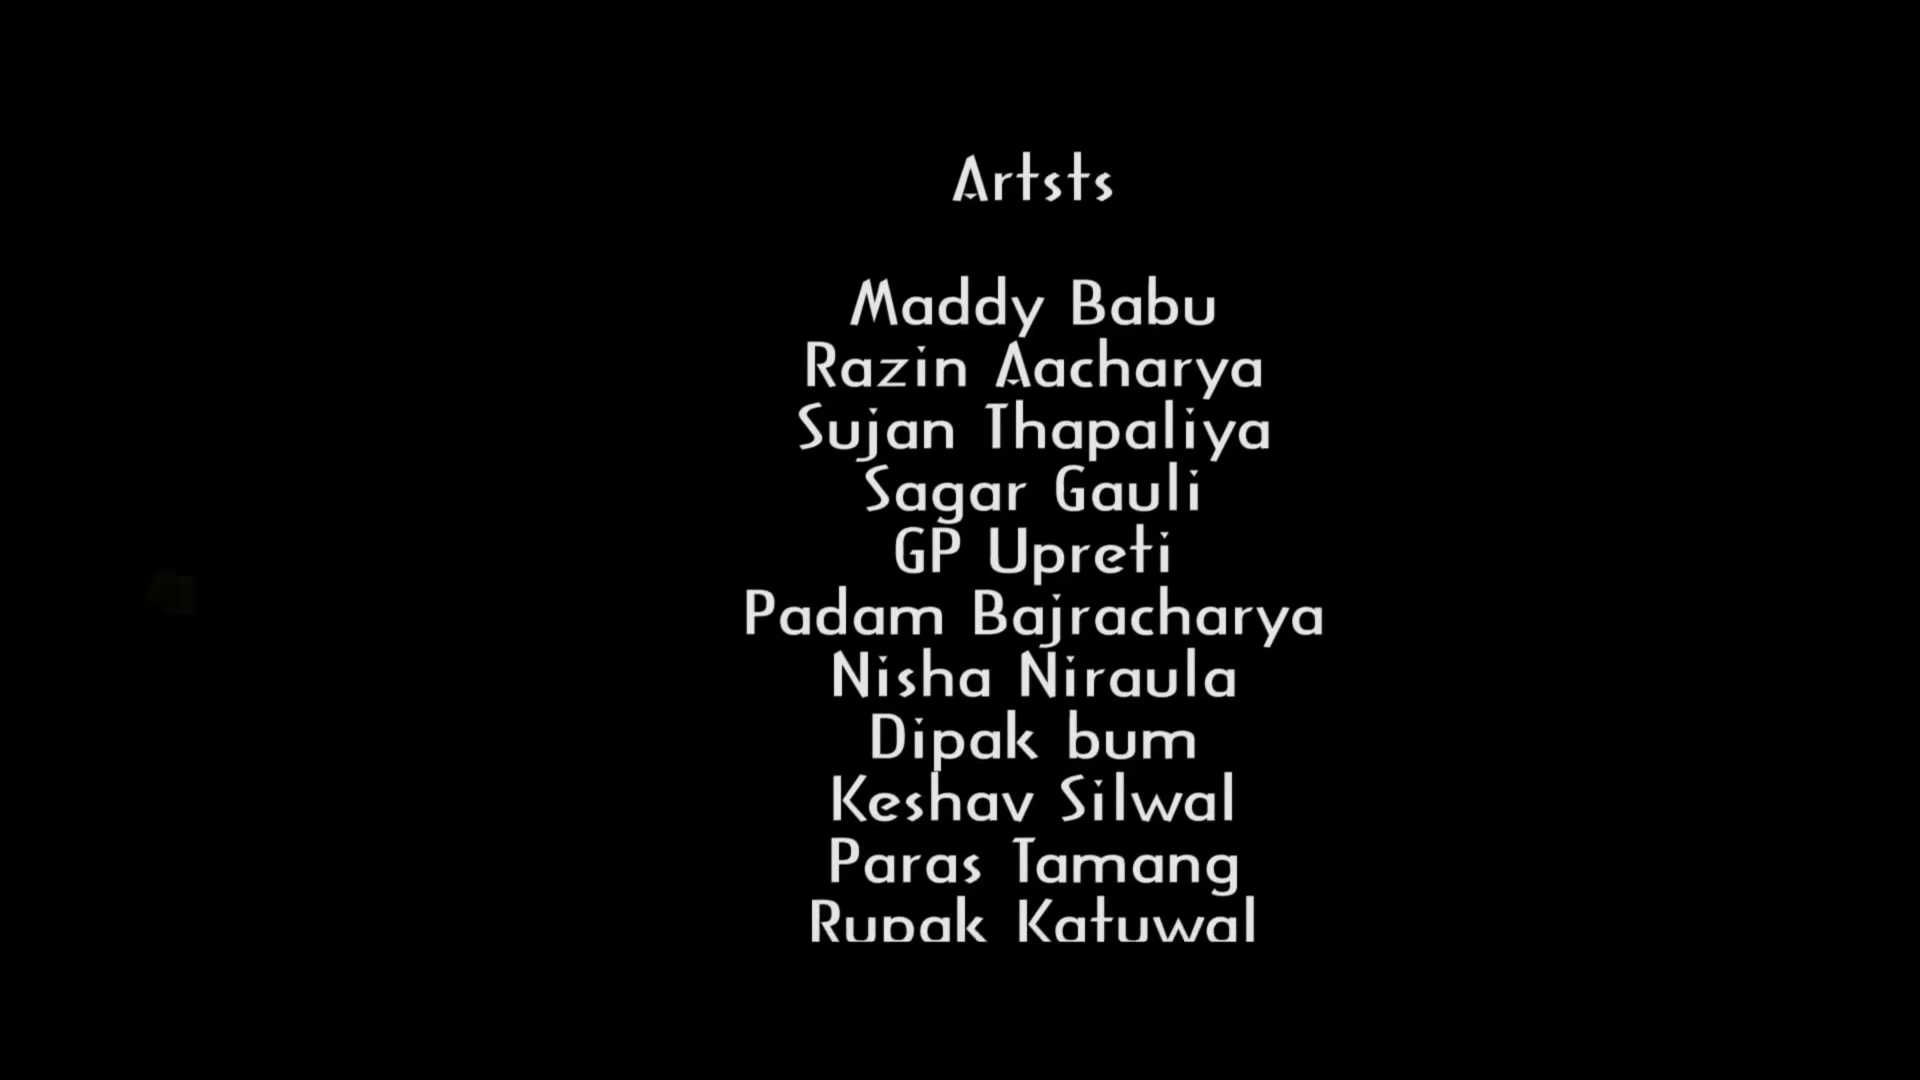 Artsts
Maddy Babu
Razin Aacharya
Sujan Thapaliya
Sagar Gauli
GP Upreti
Padam Bajracharya
Nisha Niraula
Dipak bum
Keshav Silwal
Paras Tamang
Rupak Katuwal